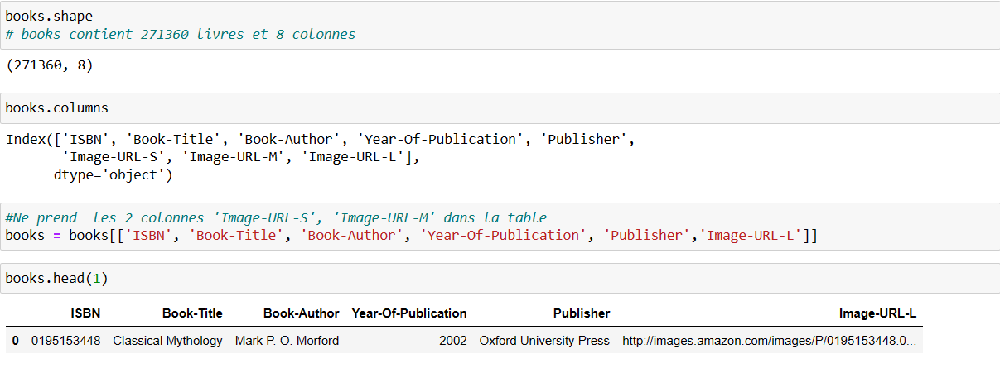 books.shape
# books contient 271360 livres et 8 colonnes
(271360, 8)
books.columns
Index(['ISBN', 'Book-Title', 'Book-Author', 'Year-Of-Publication', 'Publisher',
       'Image-URL-S', 'Image-URL-M', 'Image-URL-L'],
      dtype='object')
#Ne prend  les 2 colonnes 'Image-URL-S', 'Image-URL-M' dans la table
books = books[['ISBN', 'Book-Title', 'Book-Author', 'Year-Of-Publication', 'Publisher','Image-URL-L']]
books.head(1)
ISBN Book-Title Book-Author Year-Of-Publication Publisher Image-URL-L
0 0195153448 Classical Mythology Mark P. O. Morford 2002 Oxford University Press http://images.amazon.com/images/P/0195153448.0...